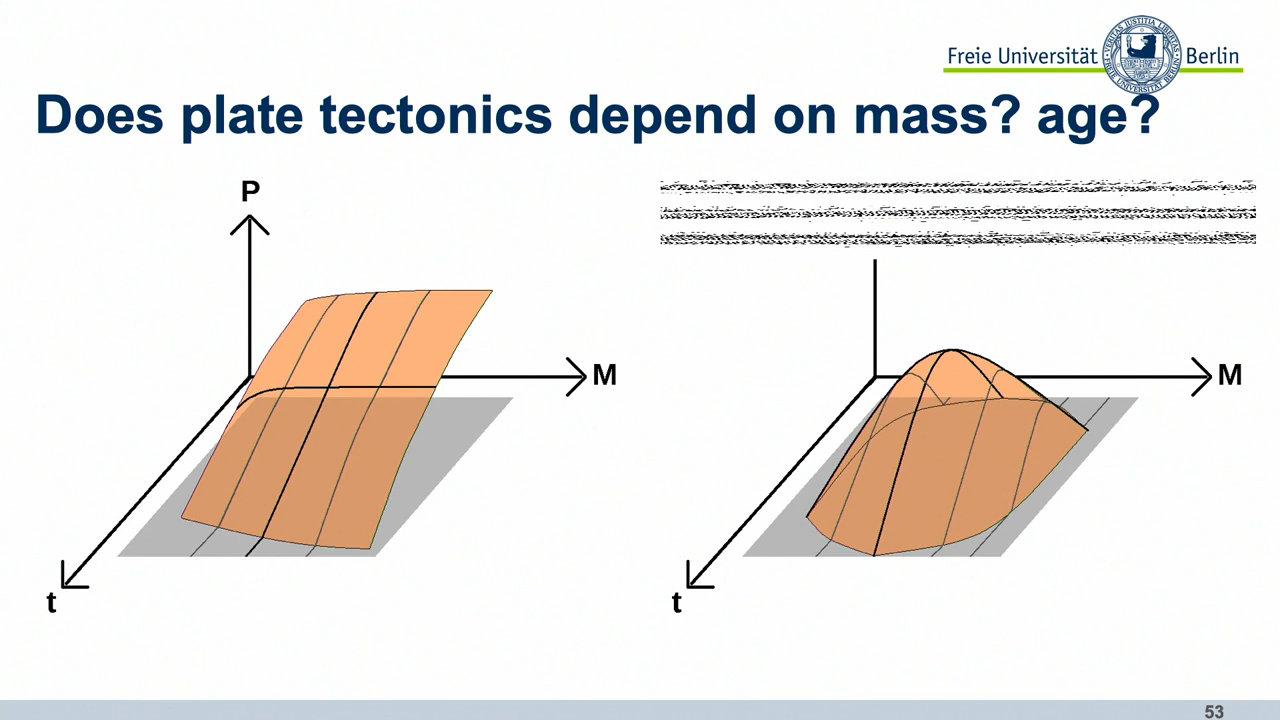 Freie Universität Berlin
Does plate tectonics depend on mass? age?
P
M
t
M
t
53